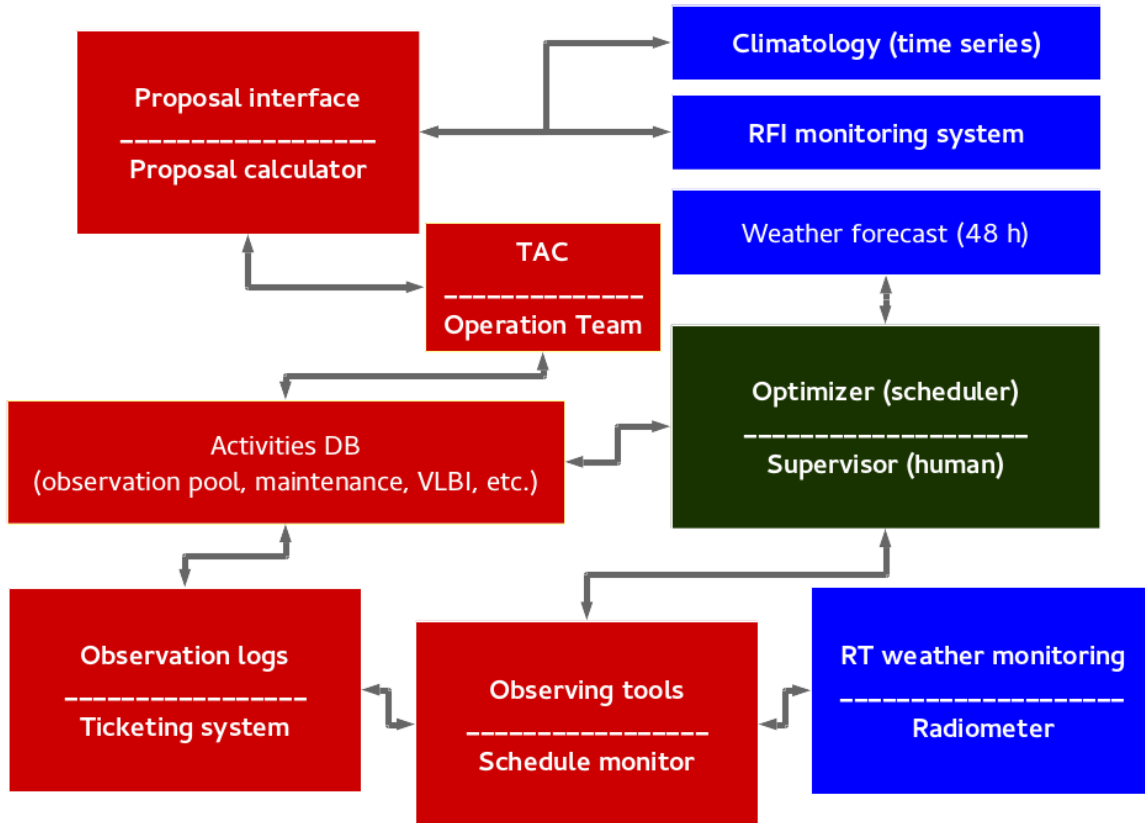 Proposal interface
Proposal calculator
Climatology (time series)
RFI monitoring system
Weather forecast (48 h)
TAC
Operation Team
Optimizer (scheduler)
Supervisor (human)
Activities DB
(observation pool, maintenance, VLBI, etc.)
Observation logs
Ticketing system
Observing tools
Schedule monitor
RT weather monitoring
Radiometer